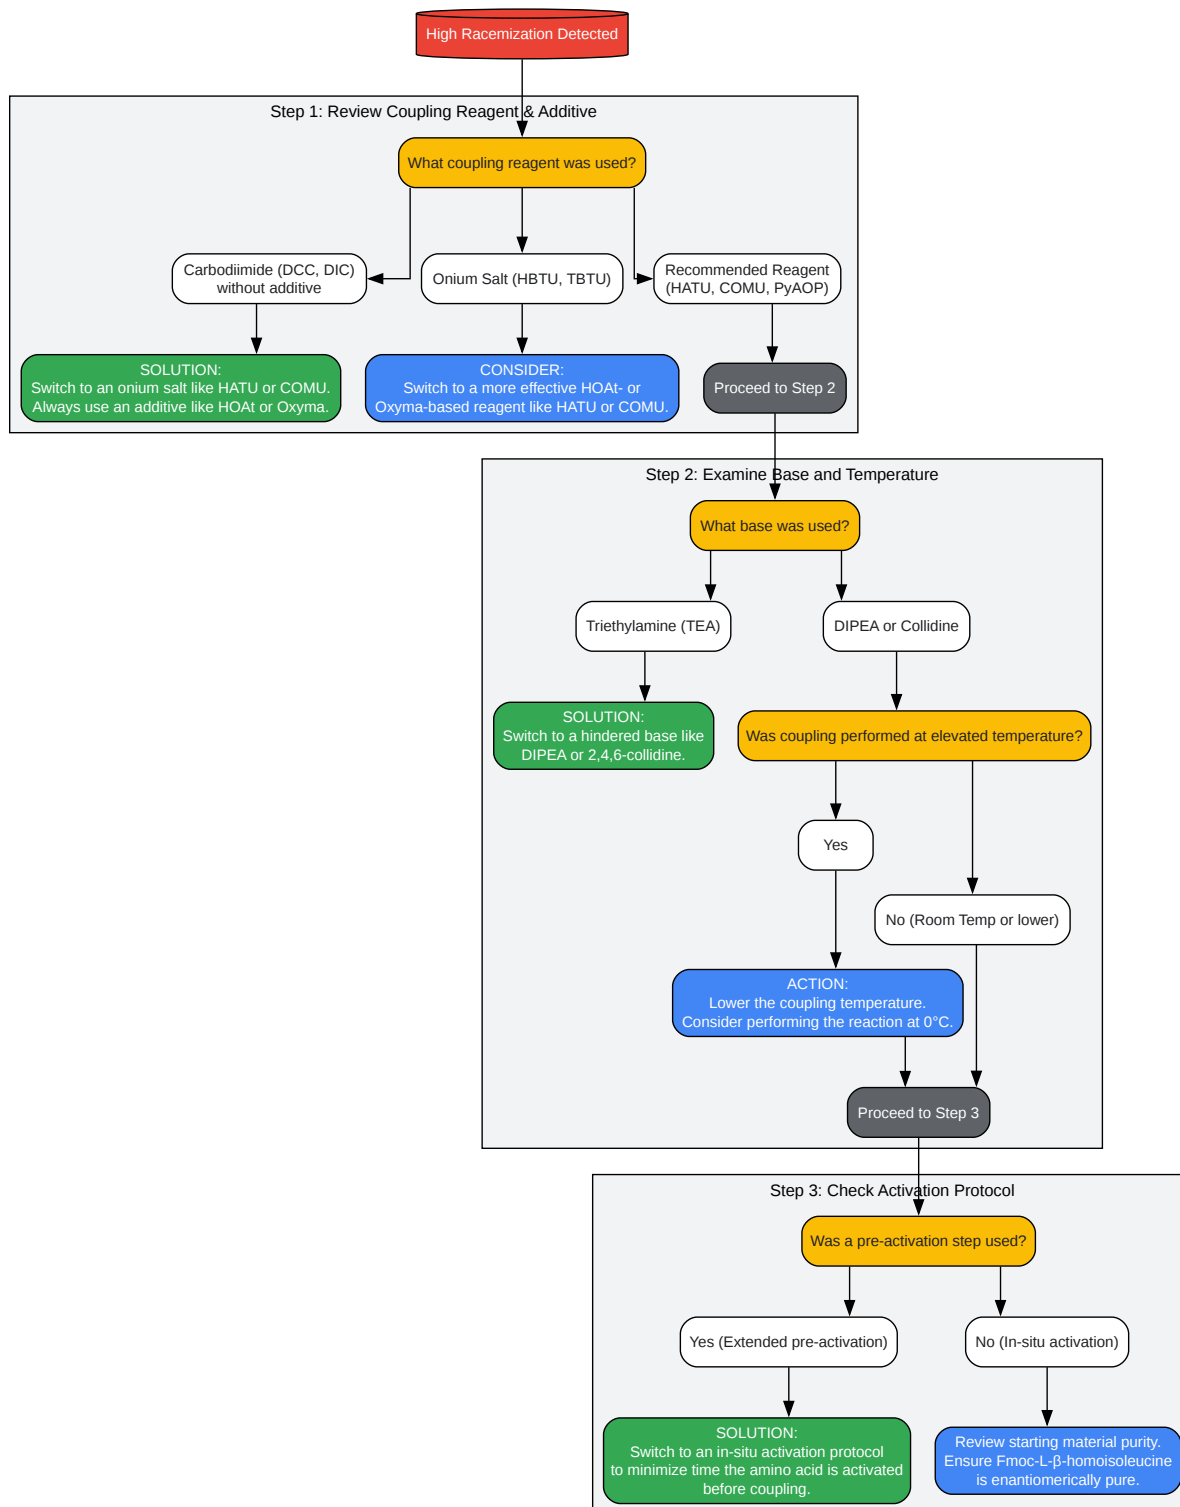 High Racemization Detected
Step 1: Review Coupling Reagent & Additive
What coupling reagent was used?
Carbodiimide (DCC, DIC)
without additive
Onium Salt (HBTU, TBTU)
Recommended Reagent
(HATU, COMU, PyAOP)
SOLUTION:
Switch to an onium salt like HATU or COMU.
Always use an additive like HOAt or Oxyma.
CONSIDER:
Switch to a more effective HOAt- or
Oxyma-based reagent like HATU or COMU.
Proceed to Step 2
Step 2: Examine Base and Temperature
What base was used?
Triethylamine (TEA)
DIPEA or Collidine
SOLUTION:
Switch to a hindered base like
DIPEA or 2,4,6-collidine.
Was coupling performed at elevated temperature?
Yes
No (Room Temp or lower)
ACTION:
Lower the coupling temperature.
Consider performing the reaction at 0°C.
Proceed to Step 3
Step 3: Check Activation Protocol
Was a pre-activation step used?
Yes (Extended pre-activation)
No (In-situ activation)
SOLUTION:
Switch to an in-situ activation protocol
to minimize time the amino acid is activated
before coupling.
Review starting material purity.
Ensure Fmoc-L-β-homoisoleucine
is enantiomerically pure.